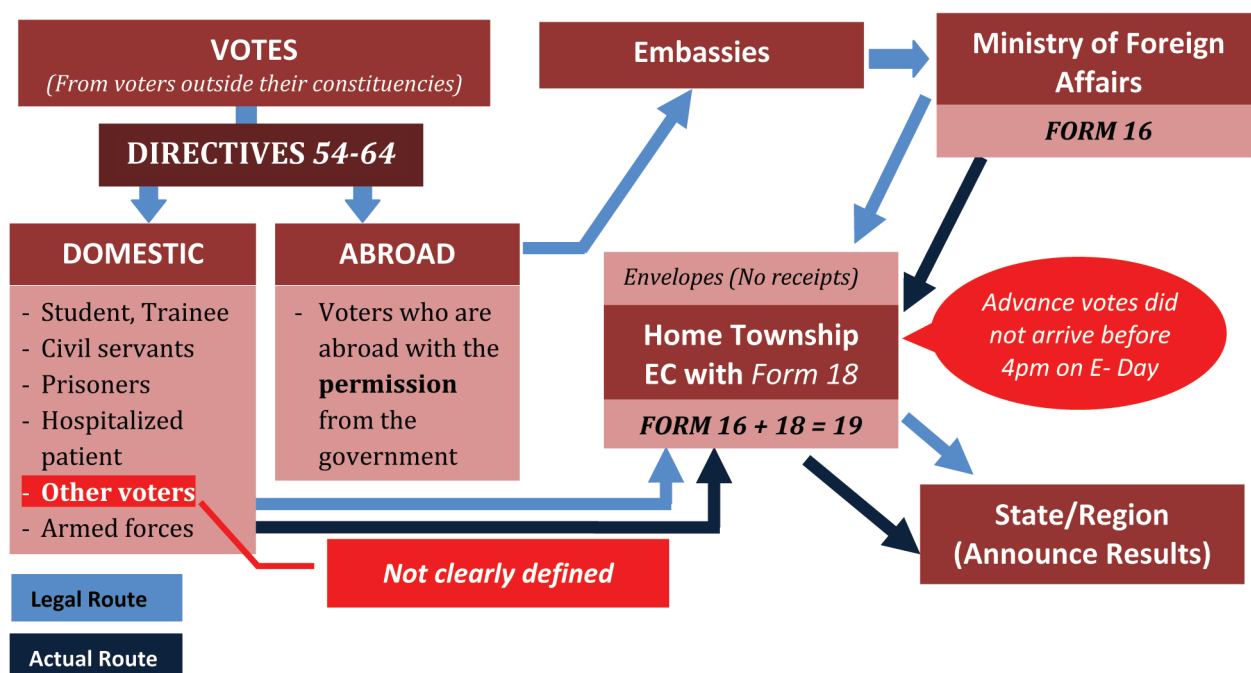 VOTES
(From voters outside their constituencies)
DIRECTIVES 54-64
DOMESTIC
- Student, Trainee
- Civil servants
- Prisoners
- Hospitalized
patient
- Other voters
- Armed forces
ABROAD
- Voters who are
abroad with the
permission
from the
government
Embassies
Ministry of Foreign
Affairs
FORM 16
Envelopes (No receipts)
Home Township
EC with Form 18
FORM 16 + 18 = 19
Advance votes did
not arrive before
4pm on E- Day
State/Region
(Announce Results)
Not clearly defined
Legal Route
Actual Route